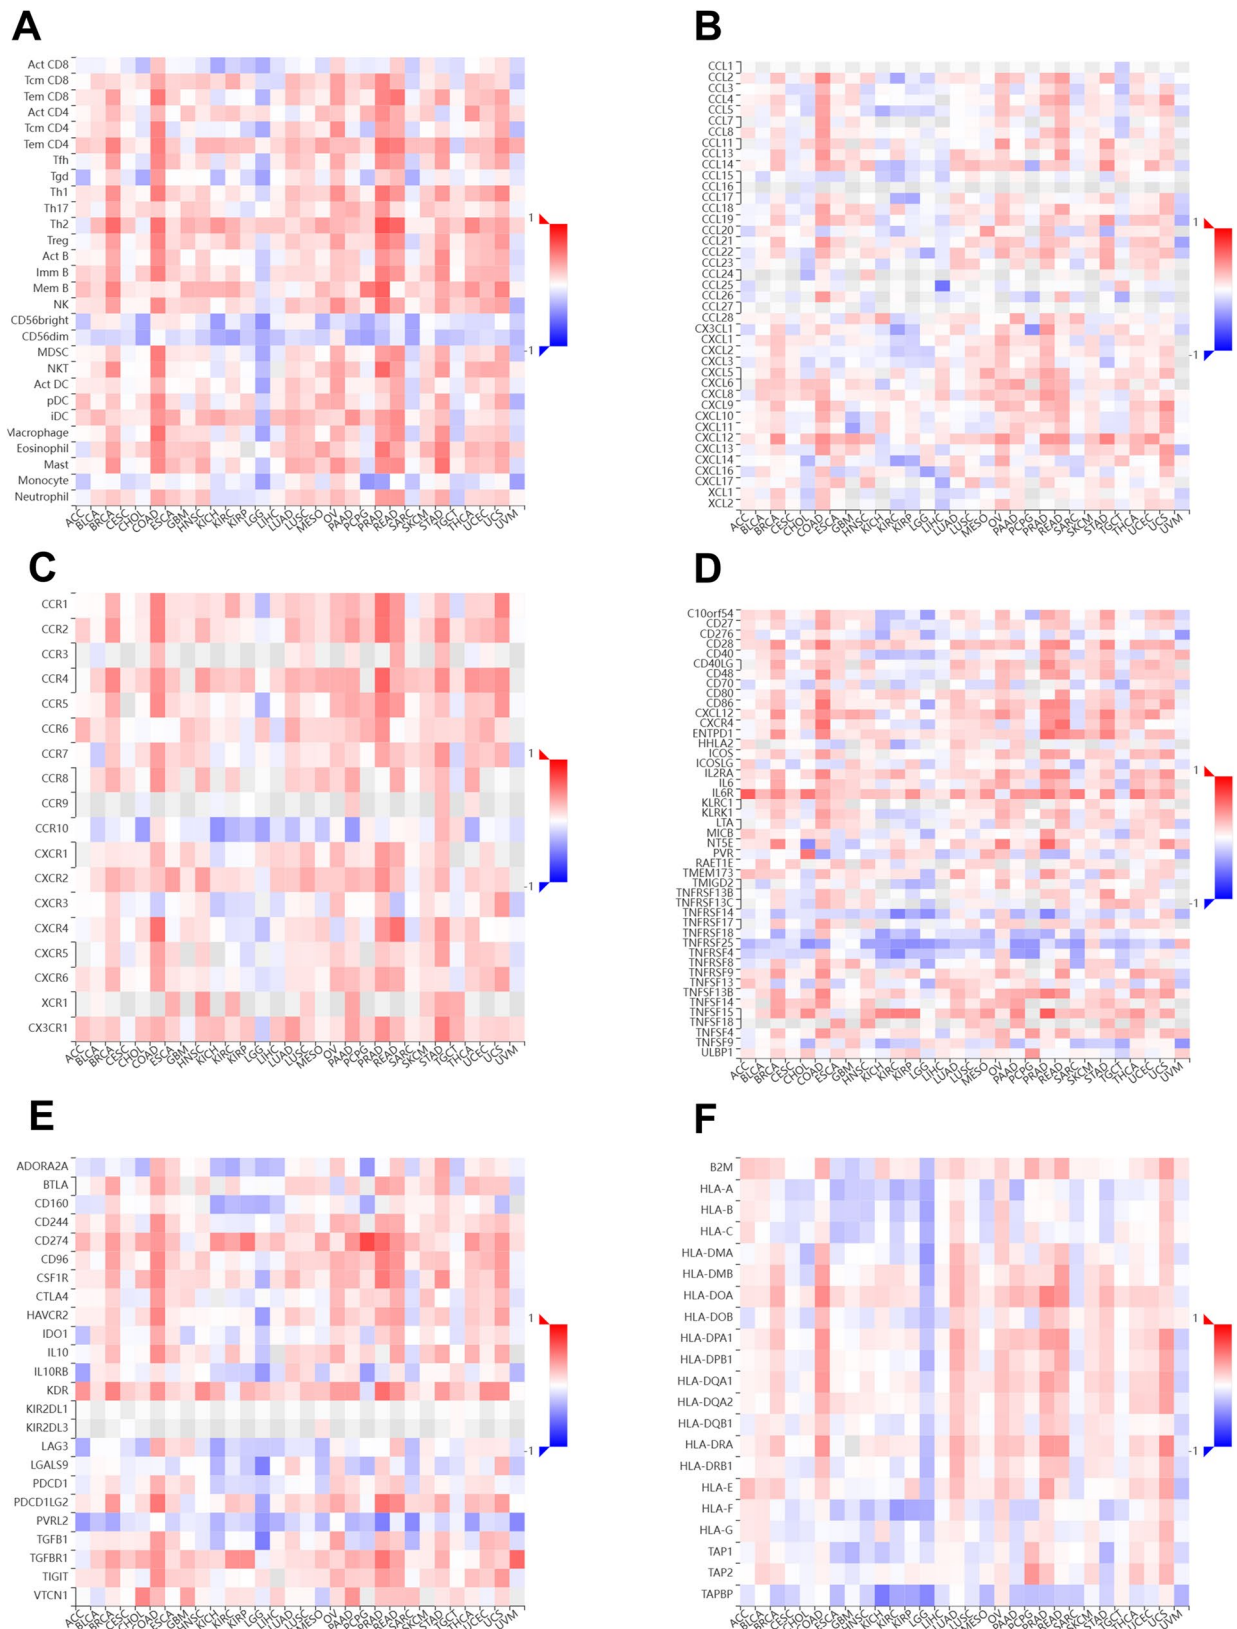 A
Act CD8
Tcm CD8
Tem CD8
Act CD4
Tcm CD4
Tem CD4
Tfh
Tgd
Th1
Th17
Th2
Treg
Act B
Imm B
Mem B
NK
CD56bright
CD56dim
MDSC
NKT
Act DC
pDC
iDC
Macrophage
Eosinophil
Mast
Monocyte
Neutrophil
ACC BLCA BRCA CESC CHOL COAD ESCA GBM HNSC KICH KIRC KIRP LGG LIHC LUAD LUSC MESO OV PAAD PCPG PRAD READ SARC SKCM STAD TGCT THCA UCEC UCS UVM
1
-1
B
CCL1
CCL2
CCL3
CCL4
CCL5
CCL7
CCL8
CCL11
CCL13
CCL14
CCL15
CCL16
CCL17
CCL18
CCL19
CCL20
CCL21
CCL22
CCL23
CCL24
CCL25
CCL26
CCL27
CCL28
CX3CL1
CXCL1
CXCL2
CXCL3
CXCL5
CXCL6
CXCL8
CXCL9
CXCL10
CXCL11
CXCL12
CXCL13
CXCL14
CXCL16
CXCL17
XCL1
XCL2
ACC BLCA BRCA CESC CHOL COAD ESCA GBM HNSC KICH KIRC KIRP LGG LIHC LUAD LUSC MESO OV PAAD PCPG PRAD READ SARC SKCM STAD TGCT THCA UCEC UCS UVM
1
-1
C
CCR1
CCR2
CCR3
CCR4
CCR5
CCR6
CCR7
CCR8
CCR9
CCR10
CXCR1
CXCR2
CXCR3
CXCR4
CXCR5
CXCR6
XCR1
CX3CR1
ACC BLCA BRCA CESC CHOL COAD ESCA GBM HNSC KICH KIRC KIRP LGG LIHC LUAD LUSC MESO OV PAAD PCPG PRAD READ SARC SKCM STAD TGCT THCA UCEC UCS UVM
1
-1
D
C10orf54
CD27
CD276
CD28
CD40
CD40LG
CD48
CD70
CD80
CD86
CXCL12
CXCR4
ENTPD1
HHLA2
ICOS
ICOSLG
IL2RA
IL6
IL6R
KLRC1
KLRK1
LTA
MICB
NT5E
PVR
RAET1E
TMEM173
TMIGD2
TNFRSF13B
TNFRSF13C
TNFRSF14
TNFRSF17
TNFRSF18
TNFRSF25
TNFRSF4
TNFRSF8
TNFRSF9
TNFSF13
TNFSF13B
TNFSF14
TNFSF15
TNFSF18
TNFSF4
TNFSF9
ULBP1
ACC BLCA BRCA CESC CHOL COAD ESCA GBM HNSC KICH KIRC KIRP LGG LIHC LUAD LUSC MESO OV PAAD PCPG PRAD READ SARC SKCM STAD TGCT THCA UCEC UCS UVM
1
-1
E
ADORA2A
BTLA
CD160
CD244
CD274
CD96
CSF1R
CTLA4
HAVCR2
IDO1
IL10
IL10RB
KDR
KIR2DL1
KIR2DL3
LAG3
LGALS9
PDCD1
PDCD1LG2
PVRL2
TGFB1
TGFBR1
TIGIT
VTCN1
ACC BLCA BRCA CESC CHOL COAD ESCA GBM HNSC KICH KIRC KIRP LGG LIHC LUAD LUSC MESO OV PAAD PCPG PRAD READ SARC SKCM STAD TGCT THCA UCEC UCS UVM
1
-1
F
B2M
HLA-A
HLA-B
HLA-C
HLA-DMA
HLA-DMB
HLA-DOA
HLA-DOB
HLA-DPA1
HLA-DPB1
HLA-DQA1
HLA-DQA2
HLA-DQB1
HLA-DRA
HLA-DRB1
HLA-E
HLA-F
HLA-G
TAP1
TAP2
TAPBP
ACC BLCA BRCA CESC CHOL COAD ESCA GBM HNSC KICH KIRC KIRP LGG LIHC LUAD LUSC MESO OV PAAD PCPG PRAD READ SARC SKCM STAD TGCT THCA UCEC UCS UVM
1
-1